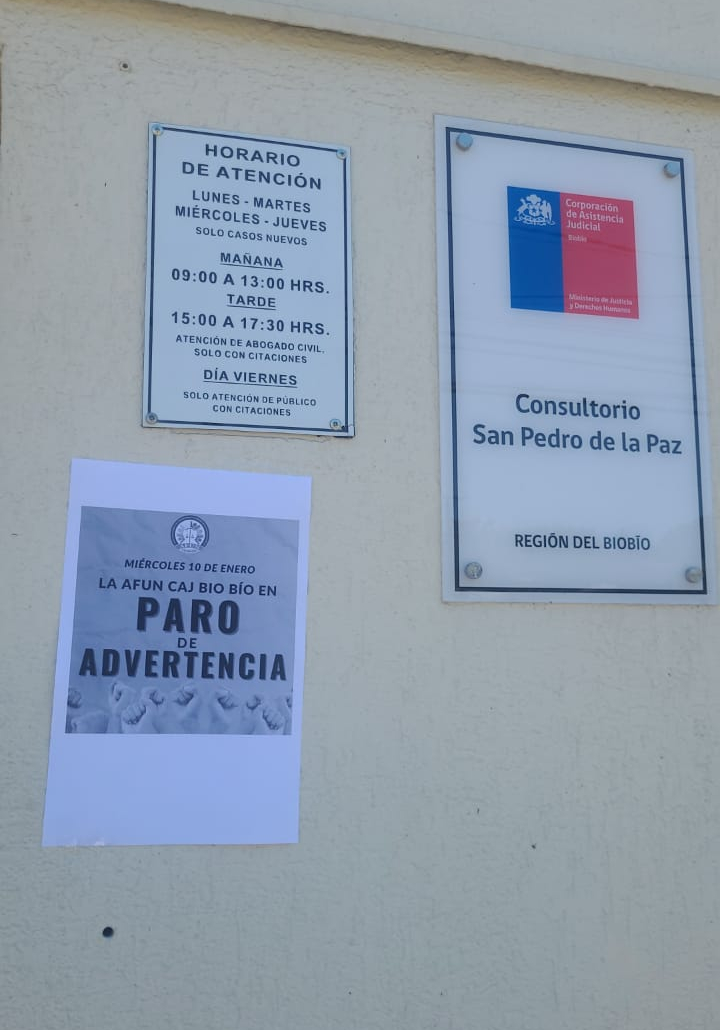 HORARIO
DE ATENCIÓN
LUNES - MARTES
MIÉRCOLES - JUEVES
SOLO CASOS NUEVOS
MAÑANA
09:00 A 13:00 HRS.
TARDE
15:00 A 17:30 HRS.
ATENCIÓN DE ABOGADO CIVIL.
SOLO CON CITACIONES
DÍA VIERNES
SOLO ATENCIÓN DE PÚBLICO
CON CITACIONES
Corporación
de Asistencia
Judicial
Biobío
Ministerio de Justicia
y Derechos Humanos
Consultorio
San Pedro de la Paz
REGIÓN DEL BIOBÍO
MIÉRCOLES 10 DE ENERO
LA AFUN CAJ BIO BÍO EN
PARO
DE
ADVERTENCIA